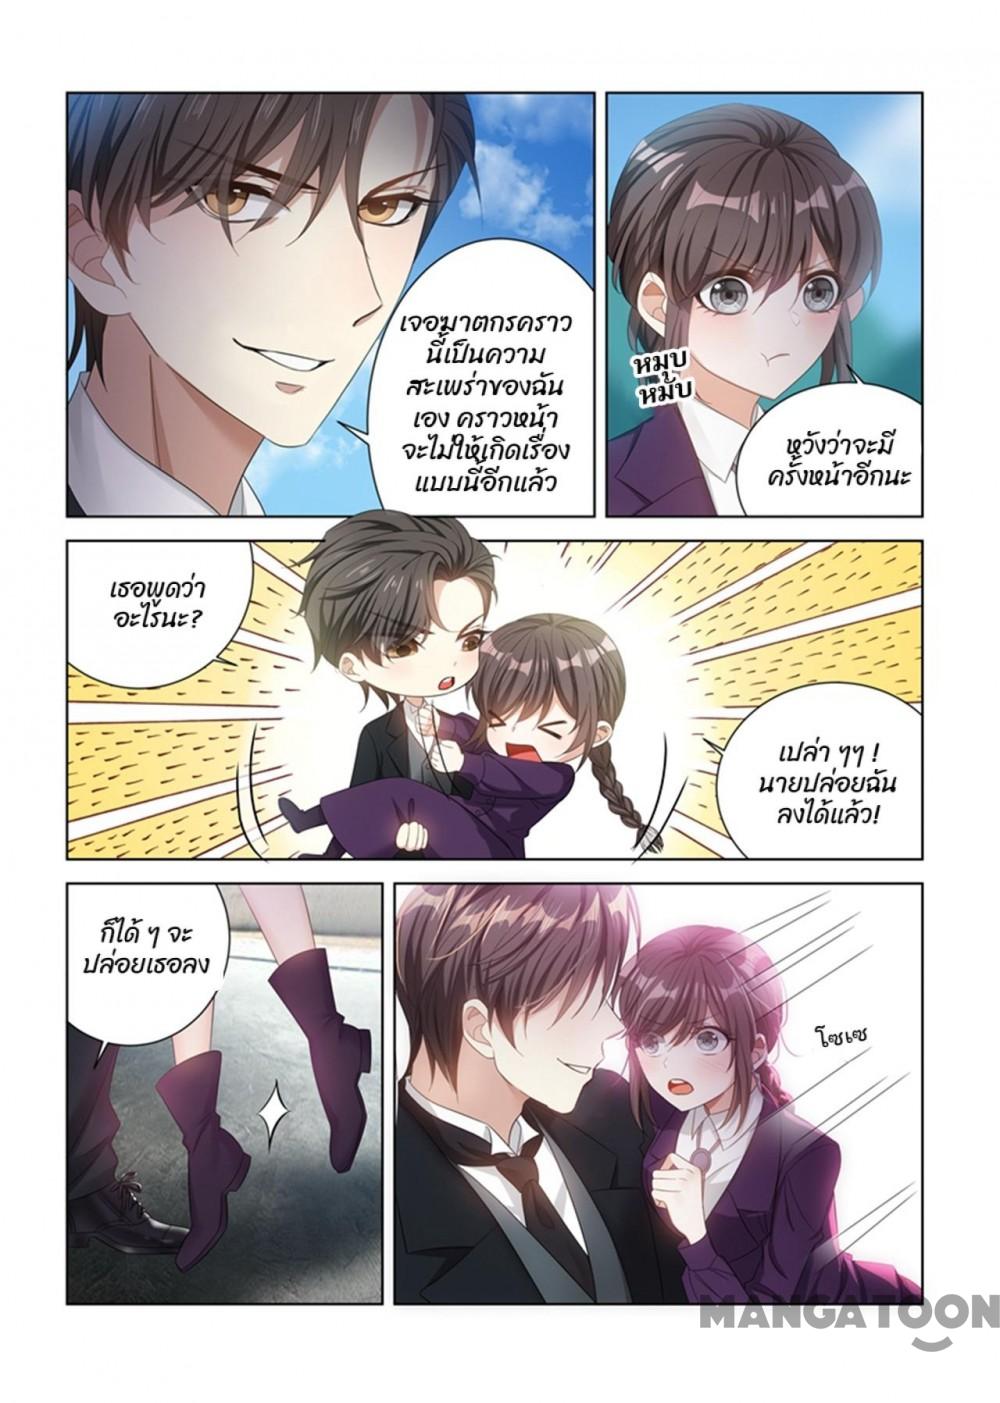 เจอฆาตกรคราว
นี้เป็นความ
สะเพร่าของฉัน
เอง คราวหน้า
จะไม่ให้เกิดเรื่อง
แบบนี้อีกแล้ว
หมุบ
หมับ
หวังว่าจะมี
ครั้งหน้าอีกนะ
เธอพูดว่า
อะไรนะ?
เปล่า ๆๆ !
นายปล่อยฉัน
ลงได้แล้ว!
ก็ได้ ๆ จะ
ปล่อยเธอลง
โซเซ
MANGATOON